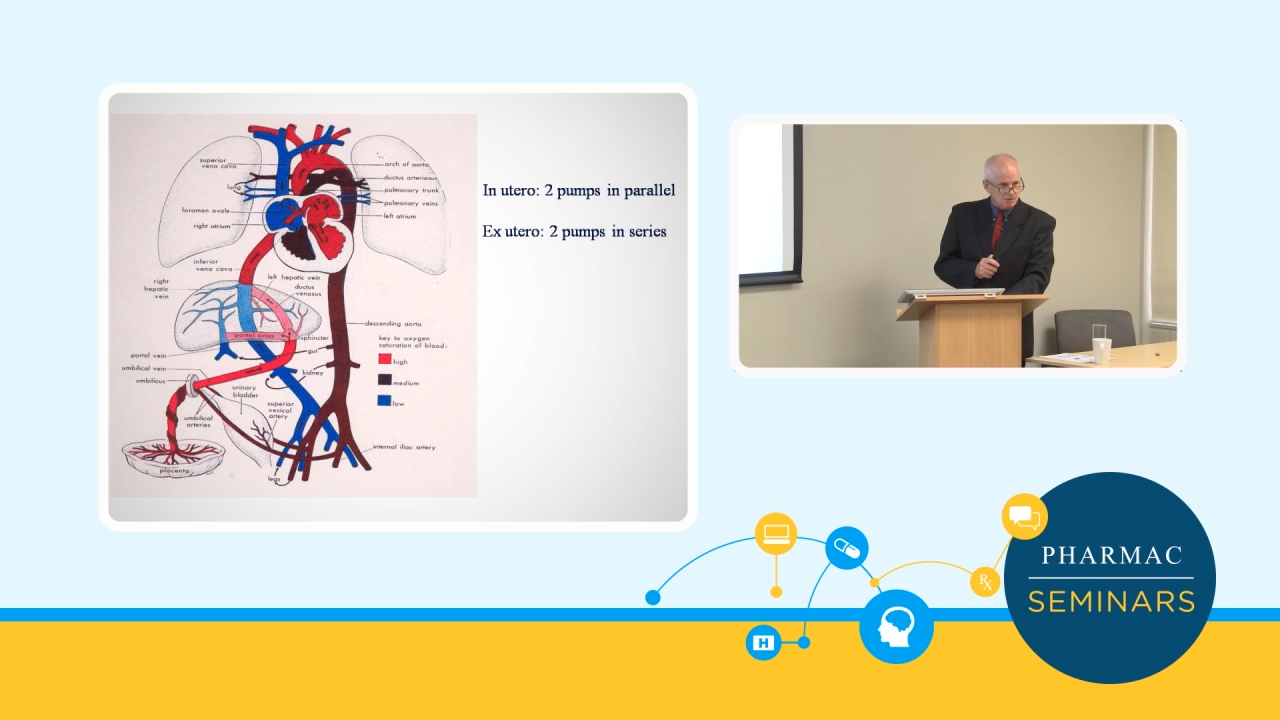 superior
vena cava
lung
foramen ovale
right atrium
inferior
vena cava
right
hepatic
vein
left hepatic vein
ductus
venosus
portal sinus
sphincter
portal vein
gut
umbilical vein
umbilicus
kidney
urinary
bladder
superior
vesical
artery
umbilical
arteries
placenta
legs
arch of aorta
ductus arteriosus
pulmonary trunk
pulmonary veins
left atrium
descending aorta
key to oxygen
saturation of blood:
high
medium
low
internal iliac artery
In utero: 2 pumps in parallel
Ex utero: 2 pumps in series
H
Rx
PHARMAC
SEMINARS